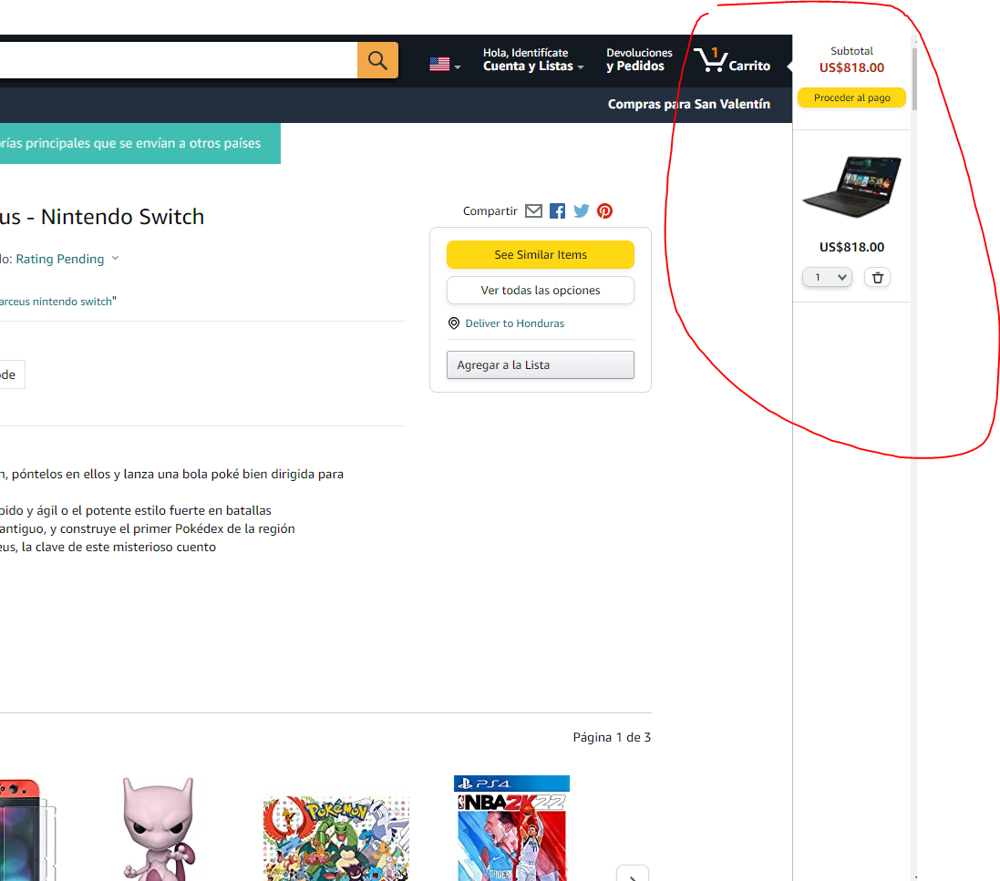 Hola, Identifícate
Cuenta y Listas
Devoluciones
y Pedidos
1
Carrito
Subtotal
US$818.00
Proceder al pago
Compras para San Valentín
rías principales que se envían a otros países
us - Nintendo Switch
do: Rating Pending
arceus nintendo switch"
ode
Compartir
See Similar Items
Ver todas las opciones
Deliver to Honduras
Agregar a la Lista
US$818.00
1
n, póntelos en ellos y lanza una bola poké bien dirigida para
pido y ágil o el potente estilo fuerte en batallas
antiguo, y construye el primer Pokédex de la región
eus, la clave de este misterioso cuento
Página 1 de 3
POKéMON
PS4
NBA2K22